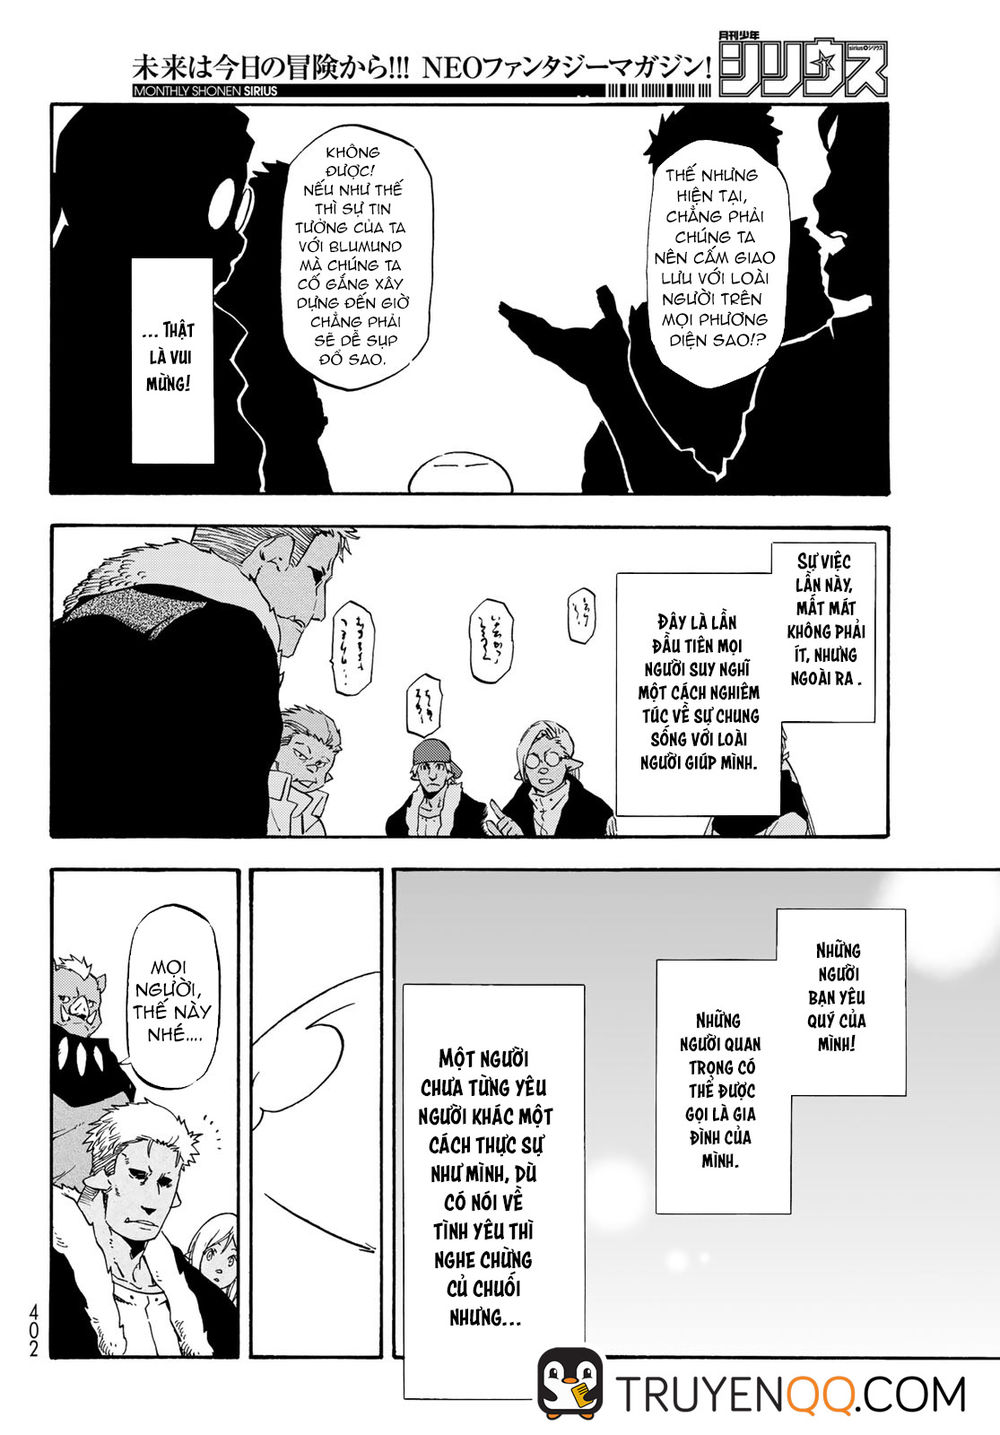 未来は今日の冒険から!!! NEOファンタジーマガジン!
月刊少年
シリウス
MONTHLY SHONEN SIRIUS
THẾ NHƯNG
HIỆN TẠI,
CHẲNG PHẢI
CHÚNG TA
NÊN CẤM GIAO
LƯU VỚI LOÀI
NGƯỜI TRÊN
MỌI PHƯƠNG
DIỆN SAO!?
KHÔNG
ĐƯỢC!
NẾU NHƯ THẾ
THÌ SỰ TIN
TƯỞNG CỦA TA
VỚI BLUMUND
MÀ CHÚNG TA
CỐ GẮNG XÂY
DỰNG ĐẾN GIỜ
CHẲNG PHẢI
SẼ DỄ SỤP
ĐỔ SAO.
... THẬT
LÀ VUI
MỪNG!
SỰ VIỆC
LẦN NÀY,
MẤT MÁT
KHÔNG PHẢI
ÍT, NHƯNG
NGOÀI RA .
ĐÂY LÀ LẦN
ĐẦU TIÊN MỌI
NGƯỜI SUY NGHĨ
MỘT CÁCH NGHIÊM
TÚC VỀ SỰ CHUNG
SỐNG VỚI LOÀI
NGƯỜI GIÚP MÌNH.
NHỮNG
NGƯỜI
BẠN YÊU
QUÝ CỦA
MÌNH!
NHỮNG
NGƯỜI QUAN
TRỌNG CÓ
THỂ ĐƯỢC
GỌI LÀ GIA
ĐÌNH CỦA
MÌNH.
MỘT NGƯỜI
CHƯA TỪNG YÊU
NGƯỜI KHÁC MỘT
CÁCH THỰC SỰ
NHƯ MÌNH, DÙ
CÓ NÓI VỀ
TÌNH YÊU THÌ
NGHE CHỪNG
CỦ CHUỐI
NHƯNG...
MỌI
NGƯỜI,
THẾ NÀY
NHÉ....
402
TRUYENQQ.COM